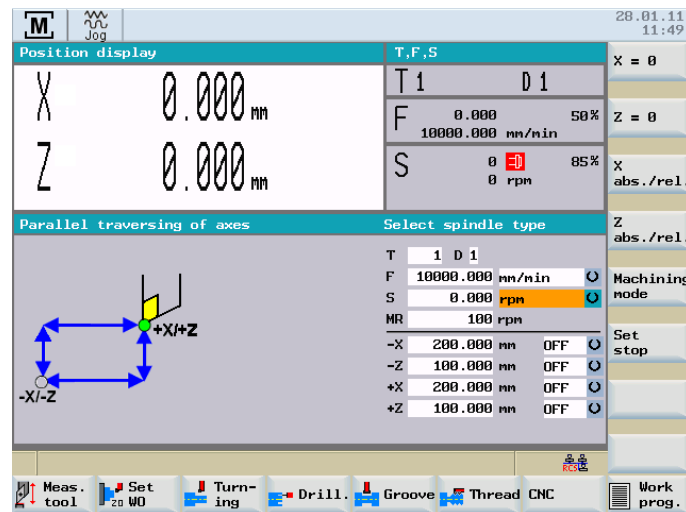 M
Jog
28.01.11
11:49
Position display
T,F,S
X 0.000 mm
Z 0.000 mm
T 1 D 1
F 0.000 50%
10000.000 mm/min
S 0 85%
0 rpm
X = 0
Z = 0
X
abs./rel.
Z
abs./rel.
Machining
mode
Set
stop
Parallel traversing of axes
+X/+Z
-X/-Z
Select spindle type
T 1 D 1
F 10000.000 mm/min
S 0.000 rpm
MR 100 rpm
-X 200.000 mm OFF
-Z 100.000 mm OFF
+X 200.000 mm OFF
+Z 100.000 mm OFF
RCS
Meas.
tool
Set
ZO WO
Turn-
ing
Drill.
Groove
Thread
CNC
Work
prog.